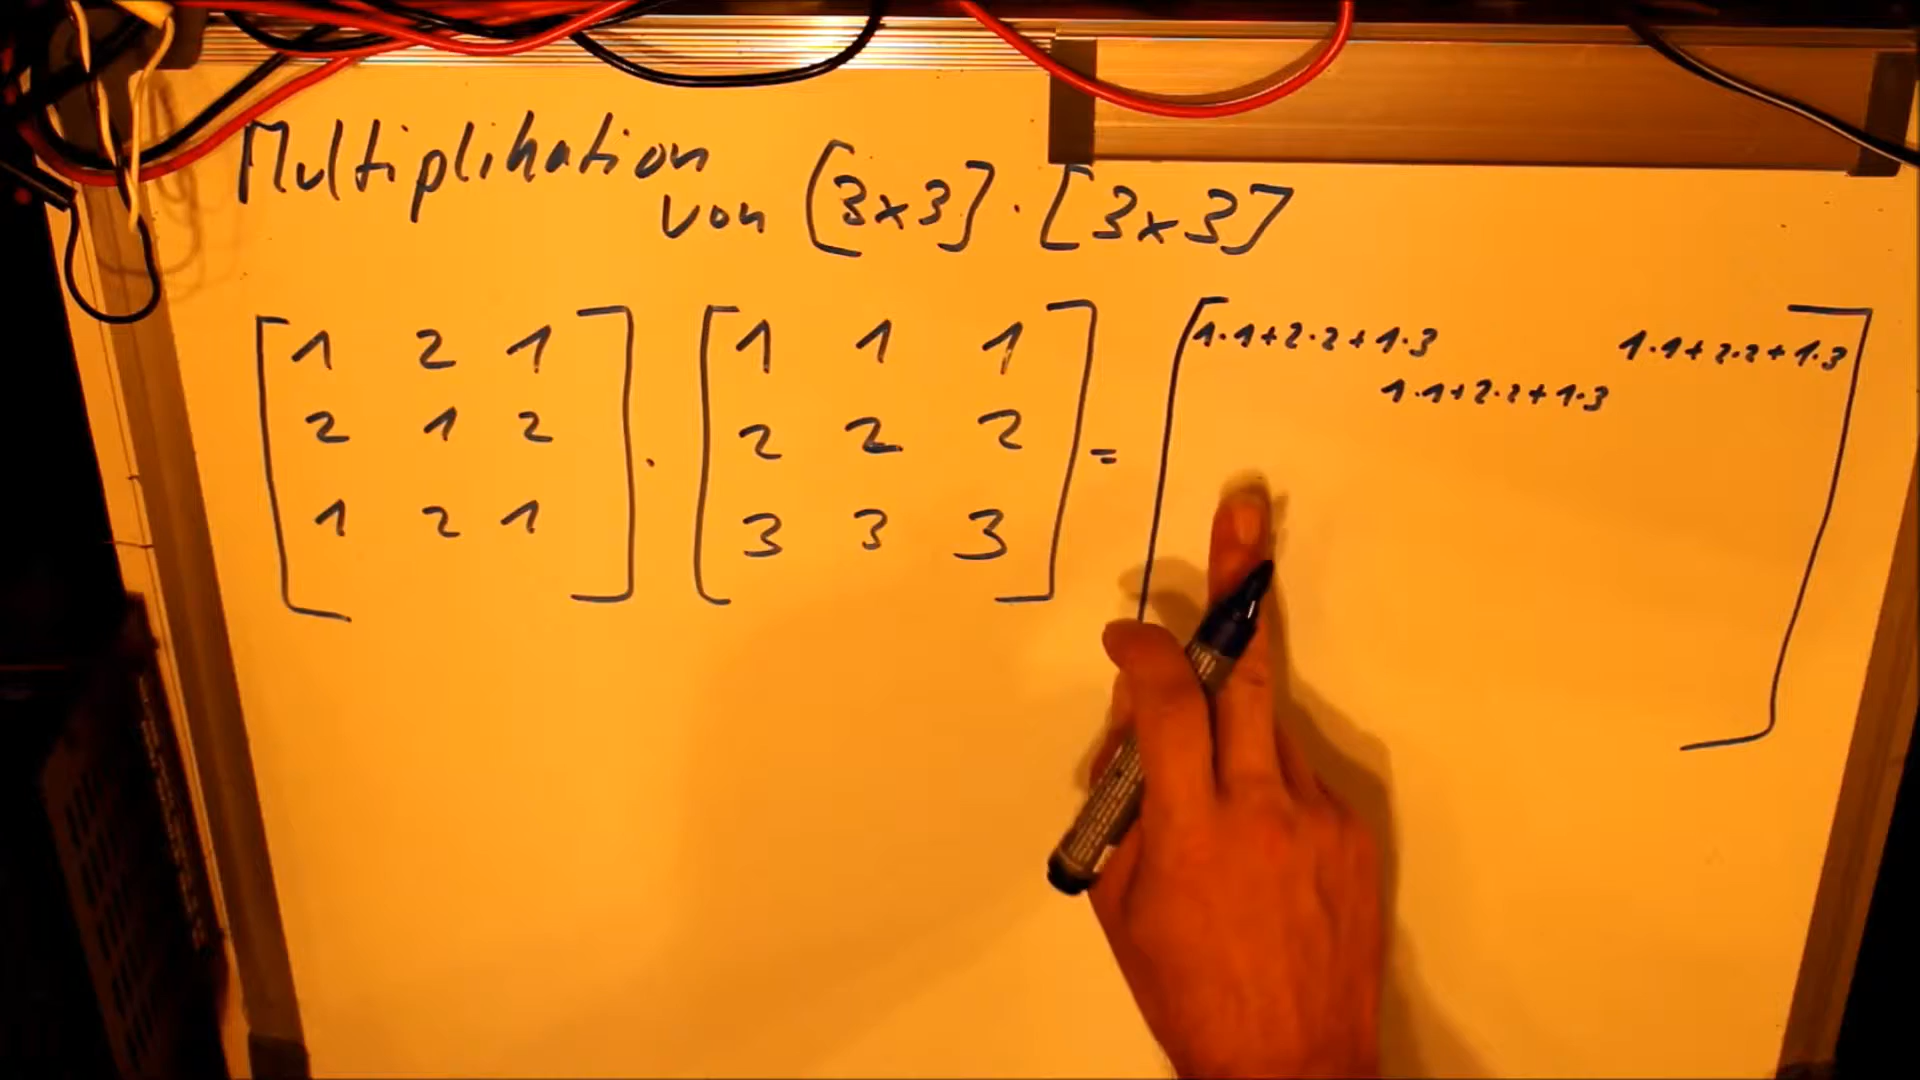 Multiplikation
von [3x3] · [3x3]
[1 2 1] · [1 1 1] = [1·1+2·2+1·3 1·1+2·2+1·3 1·1+2·2+1·3]
2 1 2 2 2 2
1 2 1 3 3 3